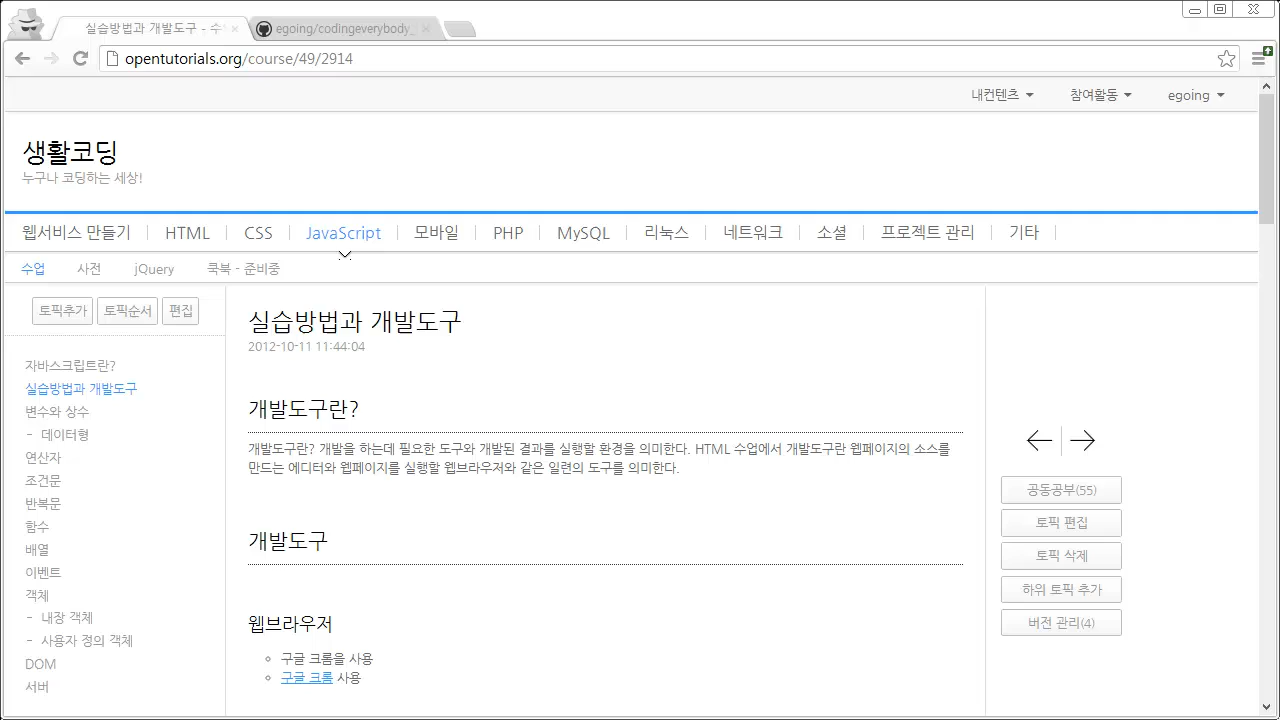 실습방법과 개발도구 - 수
egoing/codingeverybody_
opentutorials.org/course/49/2914
내컨텐츠 참여활동 egoing
생활코딩
누구나 코딩하는 세상!
웹서비스 만들기 HTML CSS JavaScript 모바일 PHP MySQL 리눅스 네트워크 소셜 프로젝트 관리 기타
수업 사전 jQuery 쿡북 - 준비중
토픽추가 토픽순서 편집
자바스크립트란?
실습방법과 개발도구
변수와 상수
- 데이터형
연산자
조건문
반복문
함수
배열
이벤트
객체
- 내장 객체
- 사용자 정의 객체
DOM
서버
실습방법과 개발도구
2012-10-11 11:44:04
개발도구란?
개발도구란? 개발을 하는데 필요한 도구와 개발된 결과를 실행할 환경을 의미한다. HTML 수업에서 개발도구란 웹페이지의 소스를
만드는 에디터와 웹페이지를 실행할 웹브라우저와 같은 일련의 도구를 의미한다.
개발도구
웹브라우저
구글 크롬을 사용
구글 크롬 사용
공동공부(55)
토픽 편집
토픽 삭제
하위 토픽 추가
버전 관리(4)